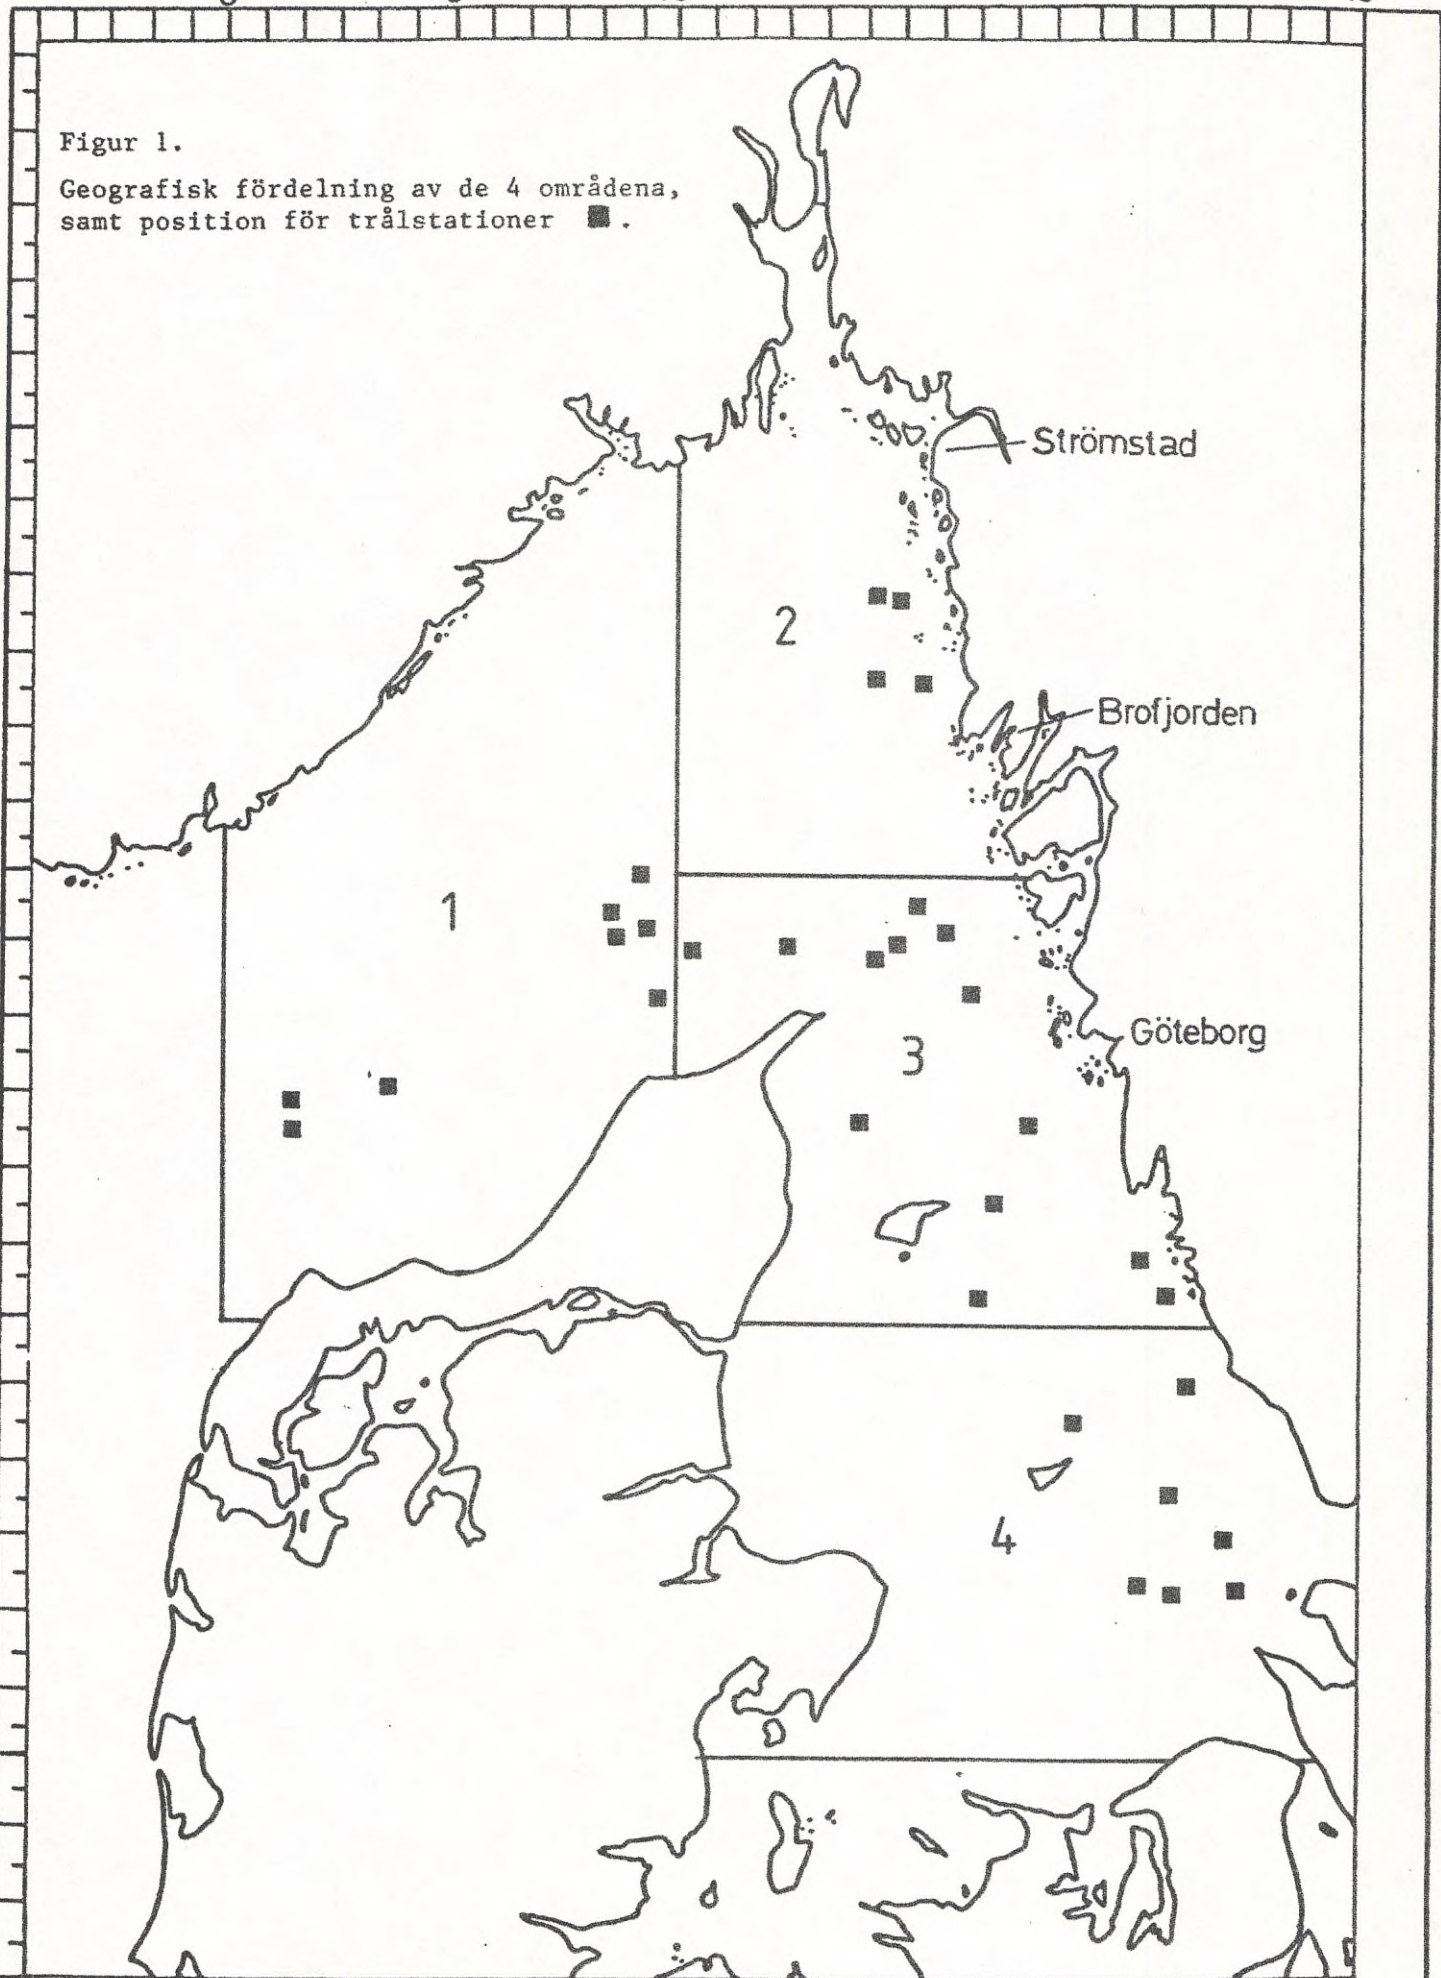 Figur 1.
Geografisk fördelning av de 4 områdena,
samt position för trålstationer ■.
Strömstad
2
Brofjorden
1
Göteborg
3
4